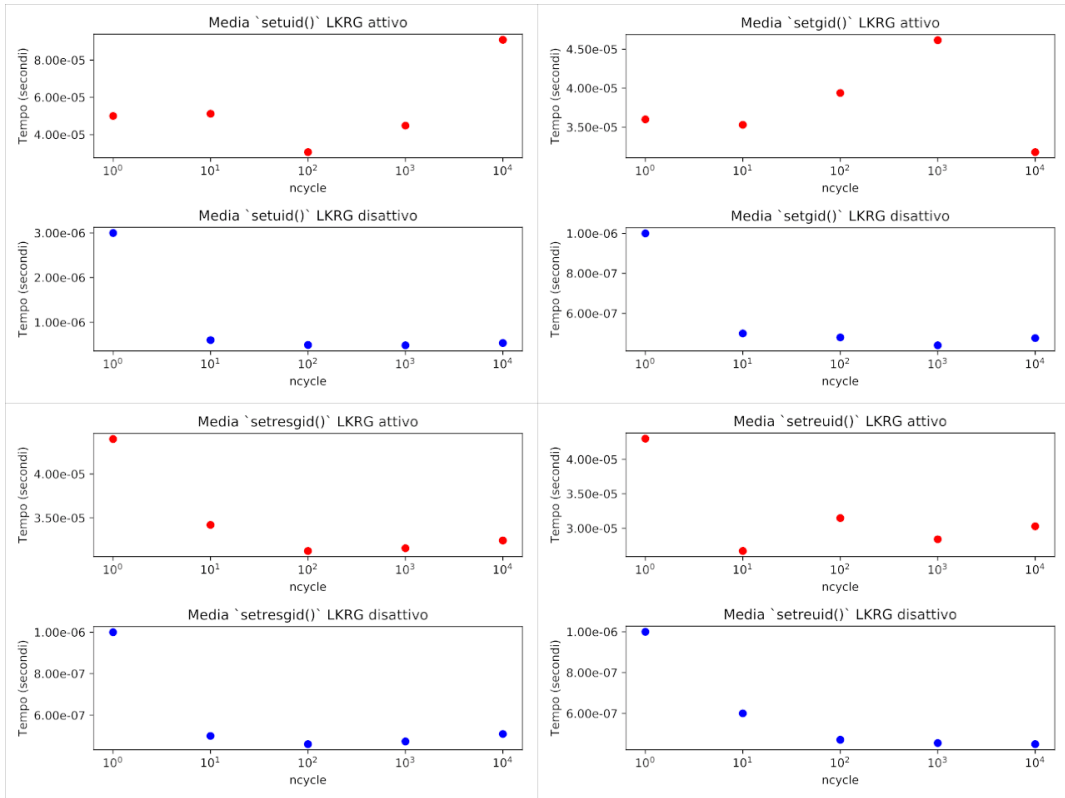 Media `setuid()` LKRG attivo
Tempo (secondi)
8.00e-05
6.00e-05
4.00e-05
10^0 10^1 10^2 10^3 10^4
ncycle
Media `setuid()` LKRG disattivo
Tempo (secondi)
3.00e-06
2.00e-06
1.00e-06
10^0 10^1 10^2 10^3 10^4
ncycle
Media `setgid()` LKRG attivo
Tempo (secondi)
4.50e-05
4.00e-05
3.50e-05
10^0 10^1 10^2 10^3 10^4
ncycle
Media `setgid()` LKRG disattivo
Tempo (secondi)
1.00e-06
8.00e-07
6.00e-07
10^0 10^1 10^2 10^3 10^4
ncycle
Media `setresgid()` LKRG attivo
Tempo (secondi)
4.00e-05
3.50e-05
10^0 10^1 10^2 10^3 10^4
ncycle
Media `setresgid()` LKRG disattivo
Tempo (secondi)
1.00e-06
8.00e-07
6.00e-07
10^0 10^1 10^2 10^3 10^4
ncycle
Media `setreuid()` LKRG attivo
Tempo (secondi)
4.00e-05
3.50e-05
3.00e-05
10^0 10^1 10^2 10^3 10^4
ncycle
Media `setreuid()` LKRG disattivo
Tempo (secondi)
1.00e-06
8.00e-07
6.00e-07
10^0 10^1 10^2 10^3 10^4
ncycle